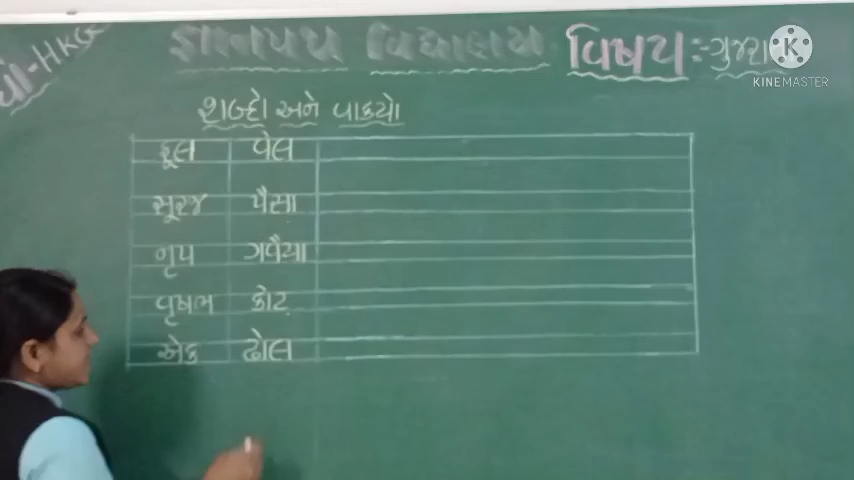 ધો-HKG
જ્ઞાનપથ વિદ્યાલય વિષય:-ગુજરા
KINEMASTER
શબ્દો અને વાક્યો
ફૂલ વેલ
સૂરજ પૈસા
નૃપ ગવૈયા
વૃષભ કોટ
એક ઢોલ